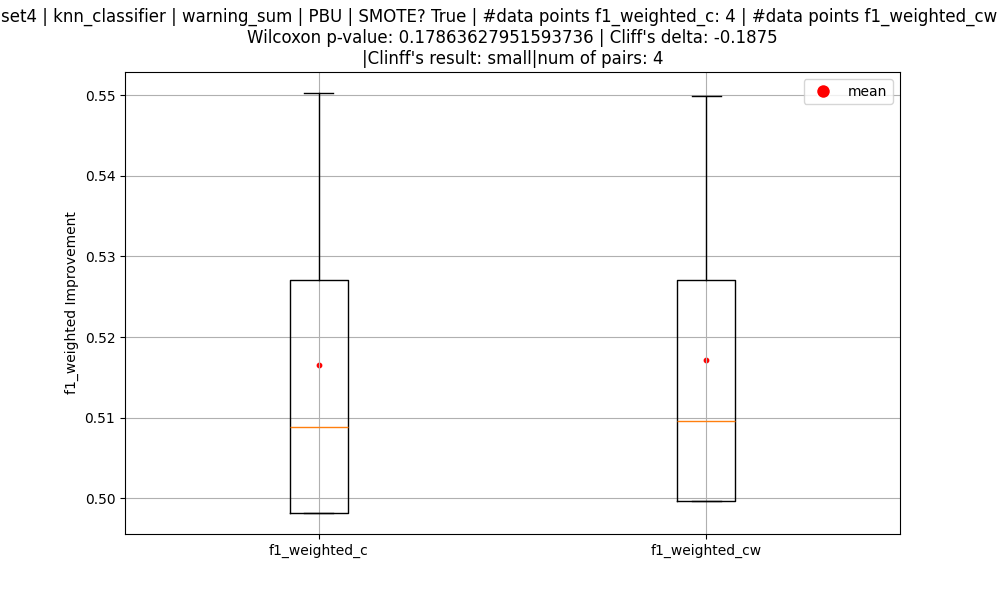 set4 | knn_classifier | warning_sum | PBU | SMOTE? True | #data points f1_weighted_c: 4 | #data points f1_weighted_cw
Wilcoxon p-value: 0.17863627951593736 | Cliff's delta: -0.1875
|Clinff's result: small|num of pairs: 4
mean
0.55
0.54
0.53
0.52
0.51
0.50
f1_weighted Improvement
f1_weighted_c
f1_weighted_cw